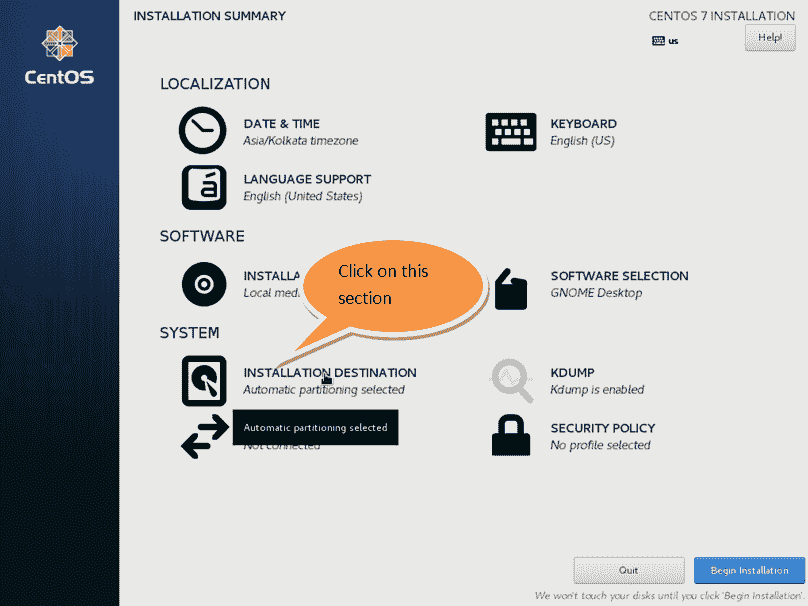 INSTALLATION SUMMARY
CENTOS 7 INSTALLATION
us
Help!
CentOS
LOCALIZATION
DATE & TIME
Asia/Kolkata timezone
KEYBOARD
English (US)
LANGUAGE SUPPORT
English (United States)
á
SOFTWARE
INSTALLA
Local med
Click on this
section
SOFTWARE SELECTION
GNOME Desktop
SYSTEM
INSTALLATION DESTINATION
Automatic partitioning selected
KDUMP
Kdump is enabled
Automatic partitioning selected
Not connected
SECURITY POLICY
No profile selected
Quit
Begin Installation
We won't touch your disks until you click 'Begin Installation'.